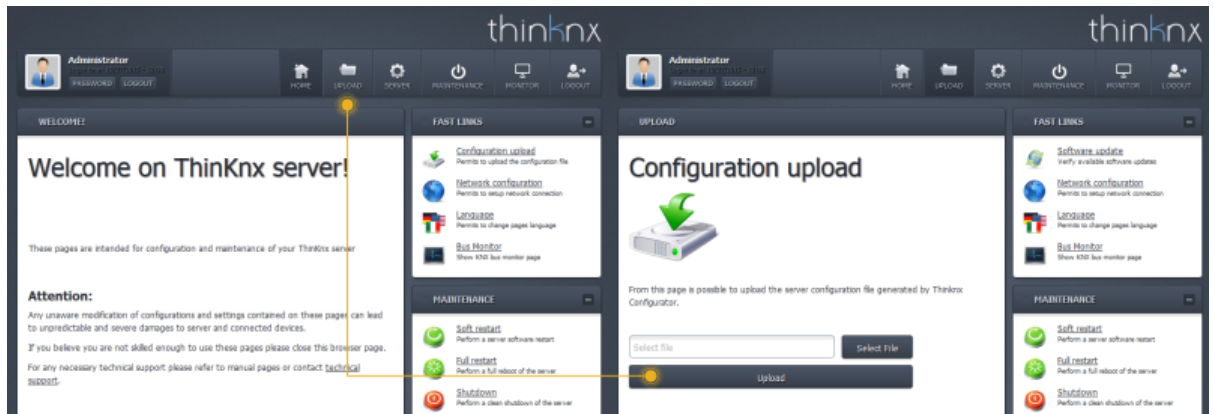 thinknx
Administrator
PASSWORD LOGOUT
HOME UPLOAD SERVER MAINTENANCE MONITOR LOGOUT
WELCOME!
Welcome on ThinKnx server!
These pages are intended for configuration and maintenance of your ThinKnx server
Attention:
Any unaware modification of configurations and settings contained on these pages can lead
to unpredictable and severe damages to server and connected devices.
If you believe you are not skilled enough to use these pages please close this browser page.
For any necessary technical support please refer to manual pages or contact technical
support.
FAST LINKS
Configuration upload
Permits to upload the configuration file
Network configuration
Permits to setup network connection
Language
Permits to change pages language
Bus Monitor
Show KNX bus monitor page
MAINTENANCE
Soft restart
Perform a server software restart
Full restart
Perform a full reboot of the server
Shutdown
Perform a clean shutdown of the server
thinknx
Administrator
PASSWORD LOGOUT
HOME UPLOAD SERVER MAINTENANCE MONITOR LOGOUT
UPLOAD
Configuration upload
From this page is possible to upload the server configuration file generated by Thinknx
Configurator.
Select file
Select File
Upload
FAST LINKS
Software update
Verify available software updates
Network configuration
Permits to setup network connection
Language
Permits to change pages language
Bus Monitor
Show KNX bus monitor page
MAINTENANCE
Soft restart
Perform a server software restart
Full restart
Perform a full reboot of the server
Shutdown
Perform a clean shutdown of the server